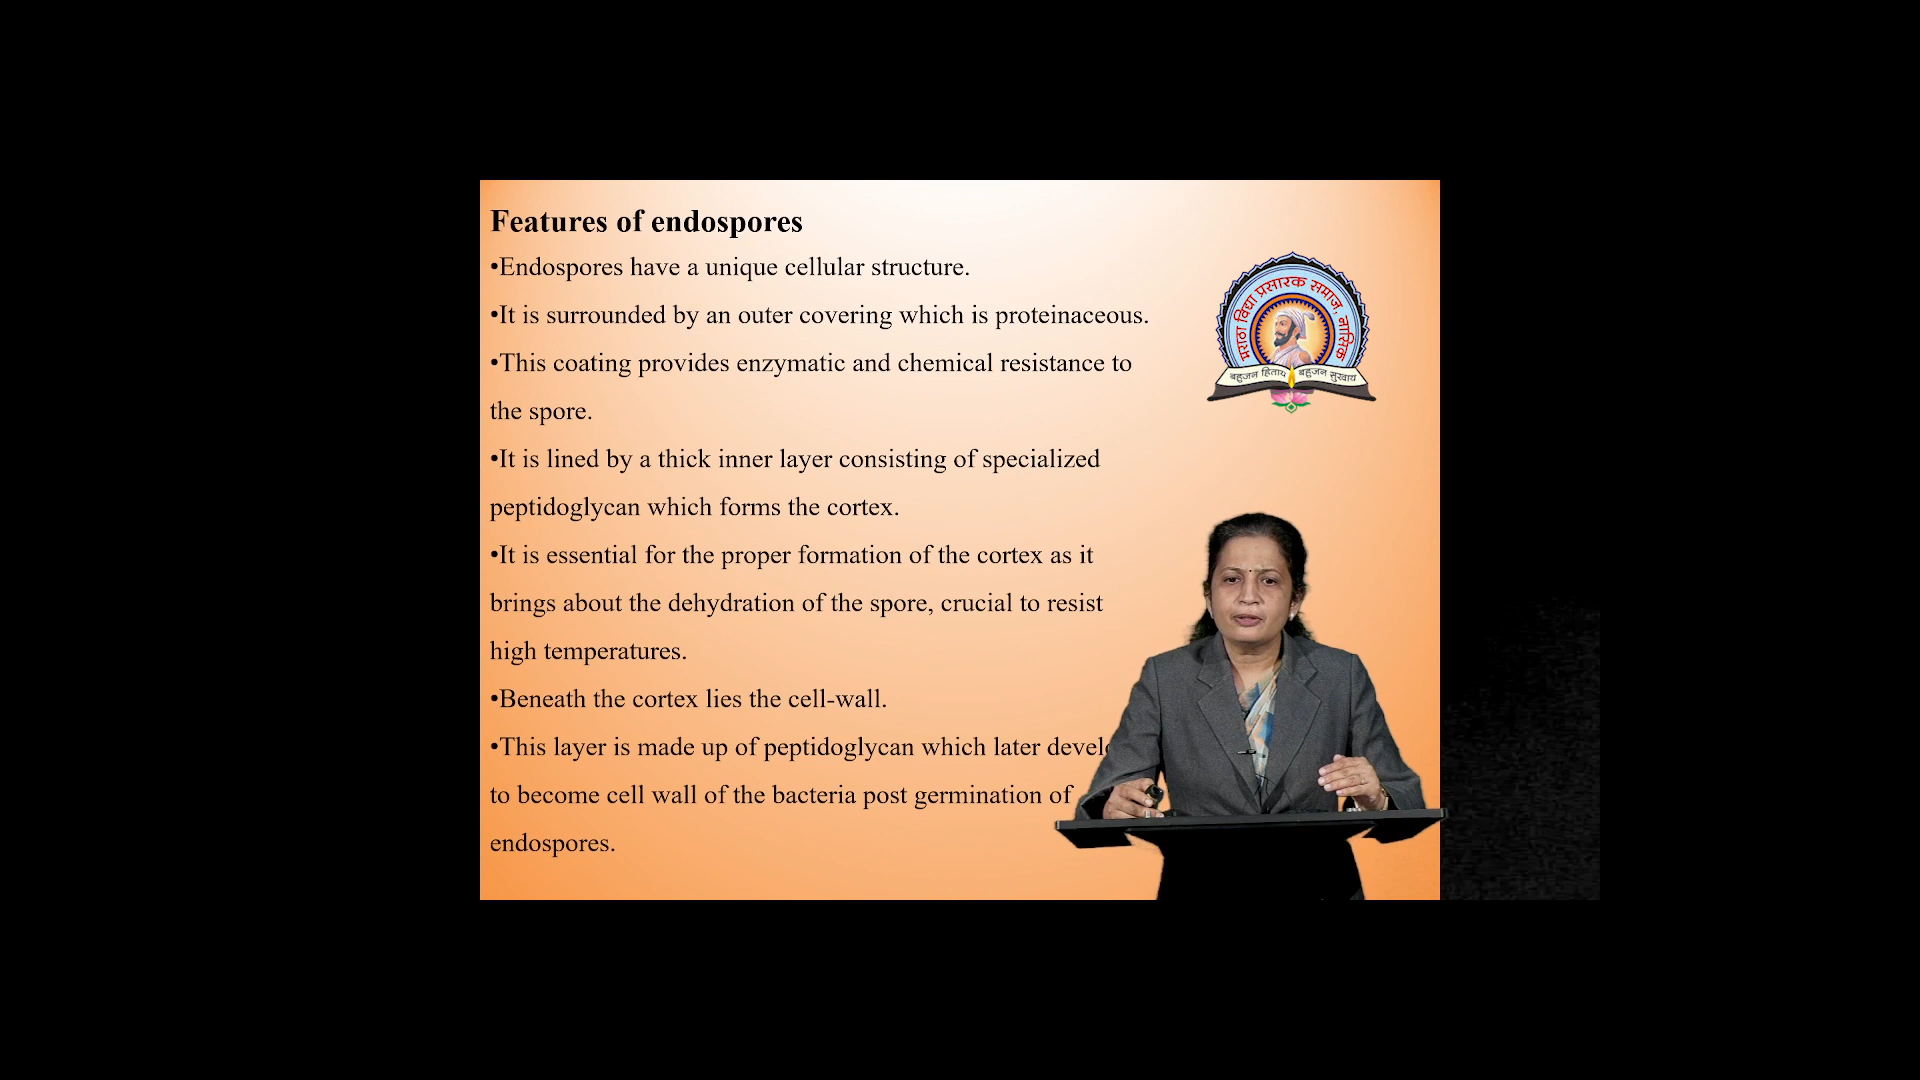 Features of endospores
•Endospores have a unique cellular structure.
•It is surrounded by an outer covering which is proteinaceous.
•This coating provides enzymatic and chemical resistance to
the spore.
•It is lined by a thick inner layer consisting of specialized
peptidoglycan which forms the cortex.
•It is essential for the proper formation of the cortex as it
brings about the dehydration of the spore, crucial to resist
high temperatures.
•Beneath the cortex lies the cell-wall.
•This layer is made up of peptidoglycan which later
to become cell wall of the bacteria post germination of
endospores.
मराठा विद्या प्रसारक समाज, नाशिक
बहुजन हिताय बहुजन सुखाय